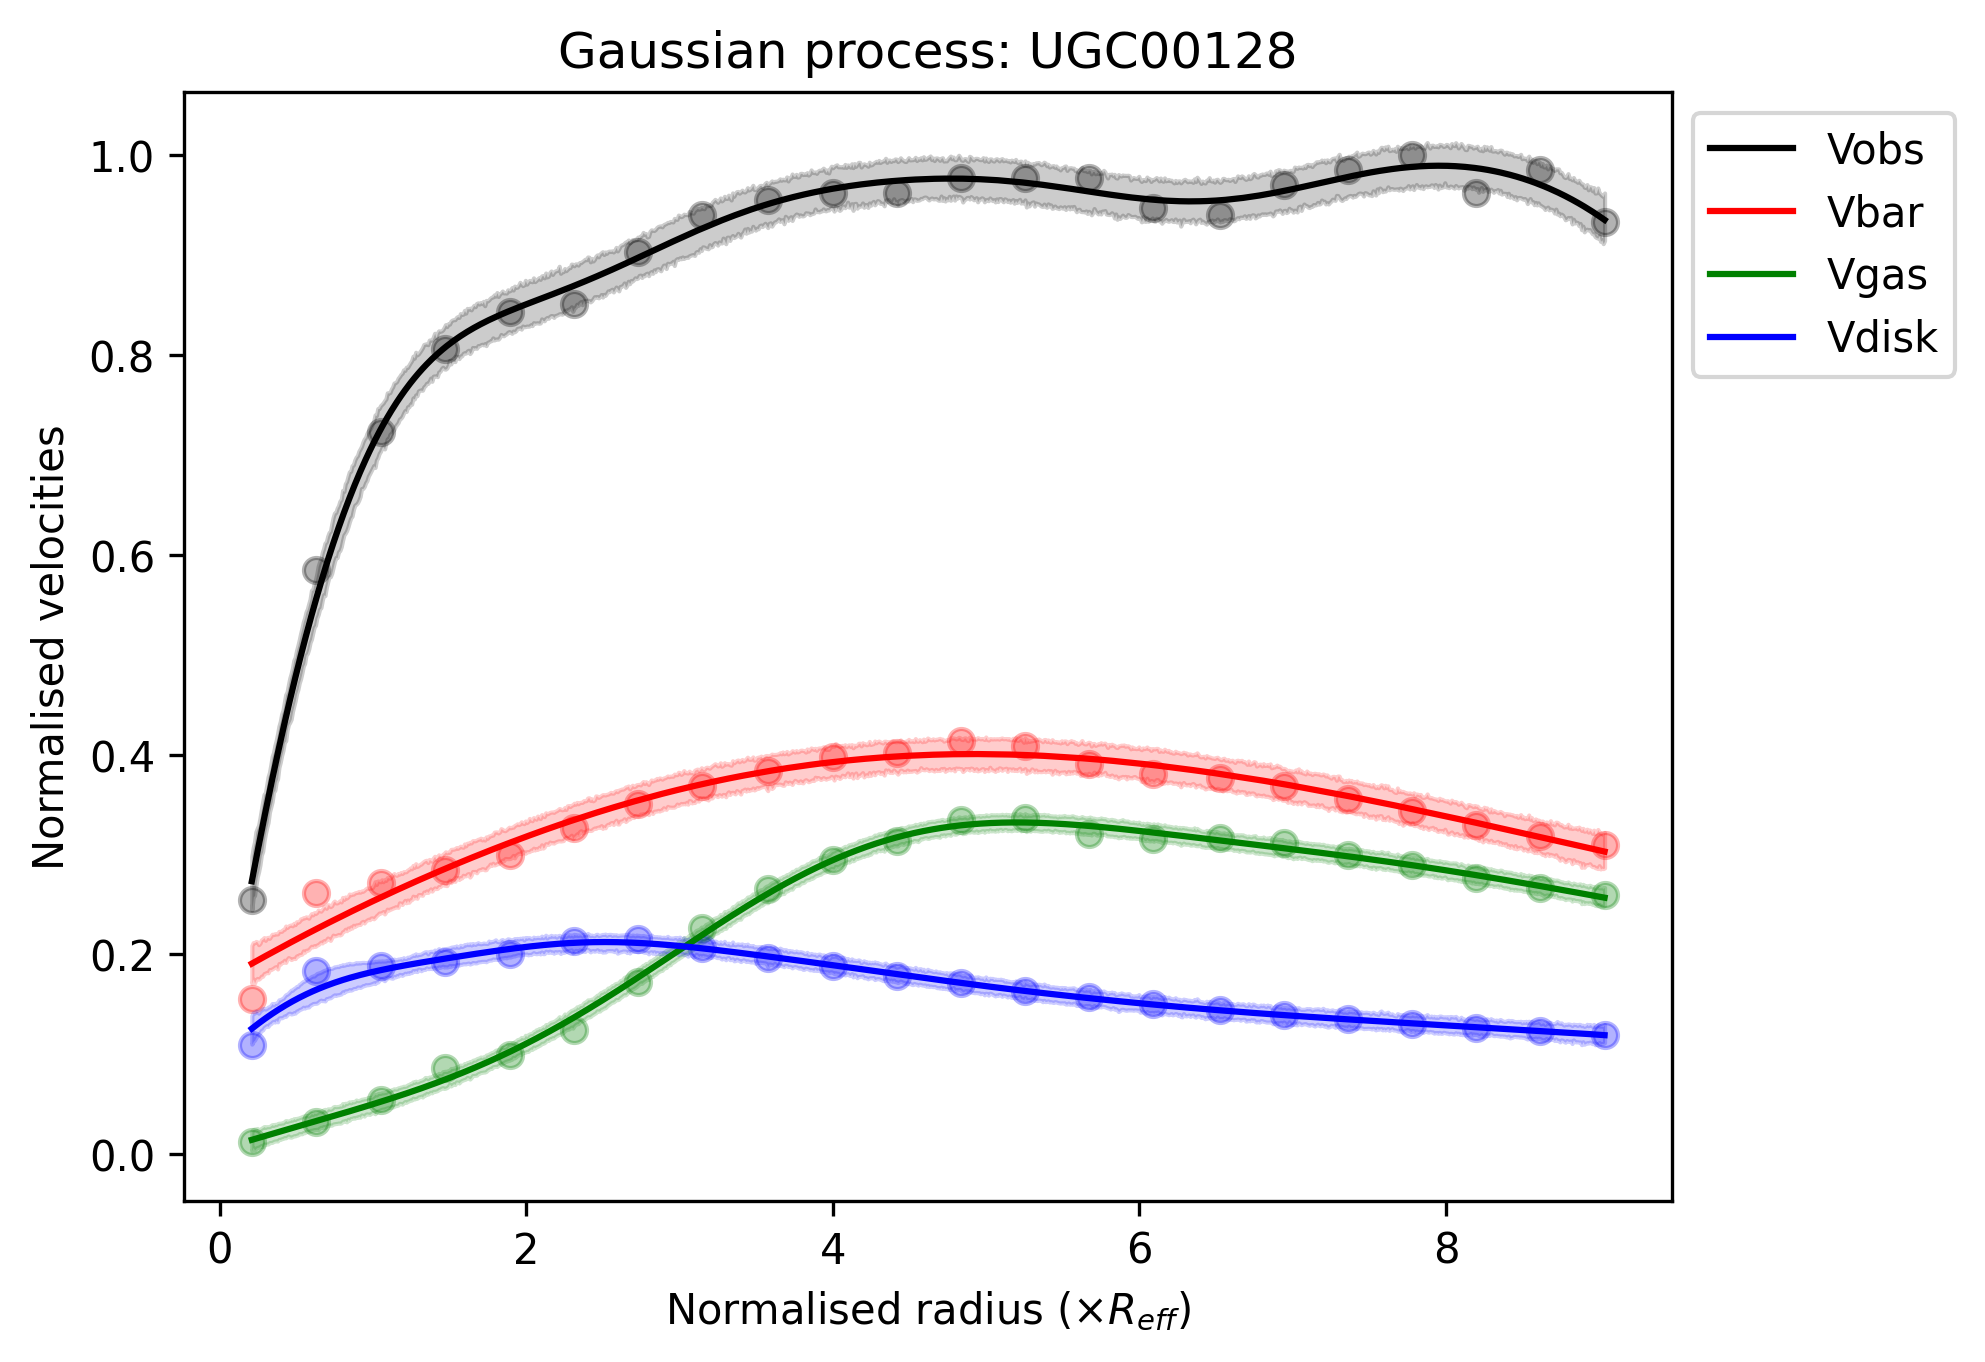 Gaussian process: UGC00128
1.0
0.8
0.6
0.4
0.2
0.0
Normalised velocities
0 2 4 6 8
Normalised radius (×R_eff)
Vobs
Vbar
Vgas
Vdisk